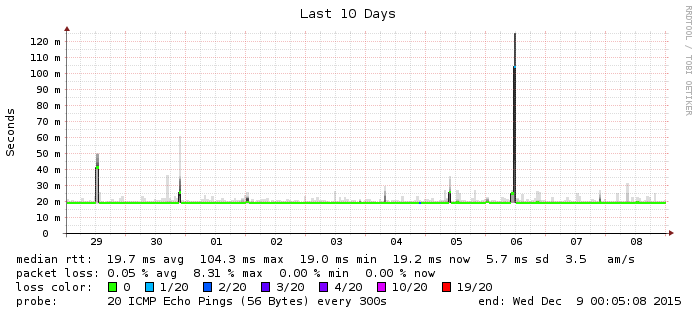 Last 10 Days
RRDTOOL / TOBI OETIKER
Seconds
120 m
110 m
100 m
90 m
80 m
70 m
60 m
50 m
40 m
30 m
20 m
10 m
0
29 30 01 02 03 04 05 06 07 08
median rtt: 19.7 ms avg 104.3 ms max 19.0 ms min 19.2 ms now 5.7 ms sd 3.5 am/s
packet loss: 0.05 % avg 8.31 % max 0.00 % min 0.00 % now
loss color: 0 1/20 2/20 3/20 4/20 10/20 19/20
probe: 20 ICMP Echo Pings (56 Bytes) every 300s end: Wed Dec 9 00:05:08 2015